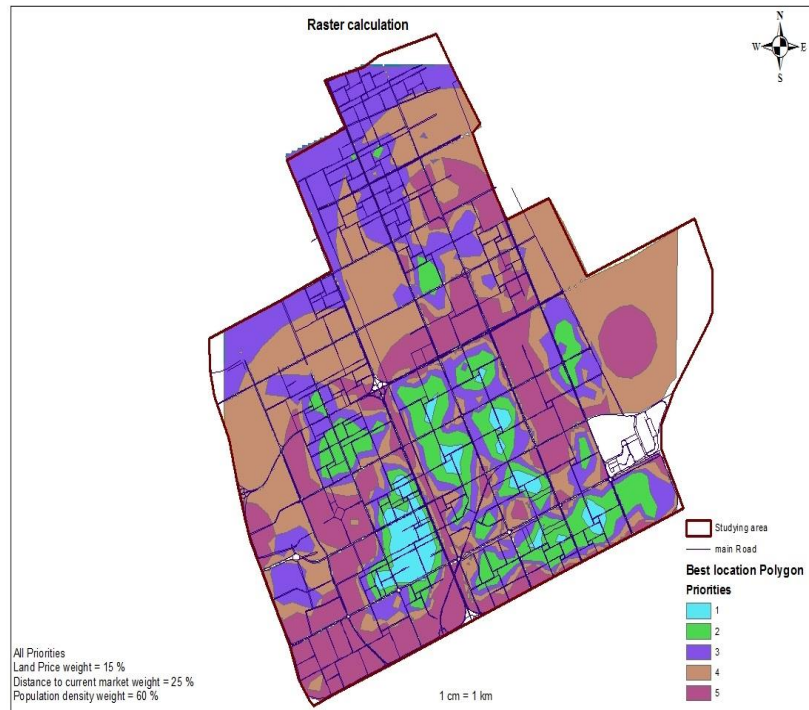 Raster calculation
N
W
E
S
Studying area
main Road
Best location Polygon
Priorities
1
2
3
4
5
All Priorities
Land Price weight = 15 %
Distance to current market weight = 25 %
Population density weight = 60 %
1 cm = 1 km